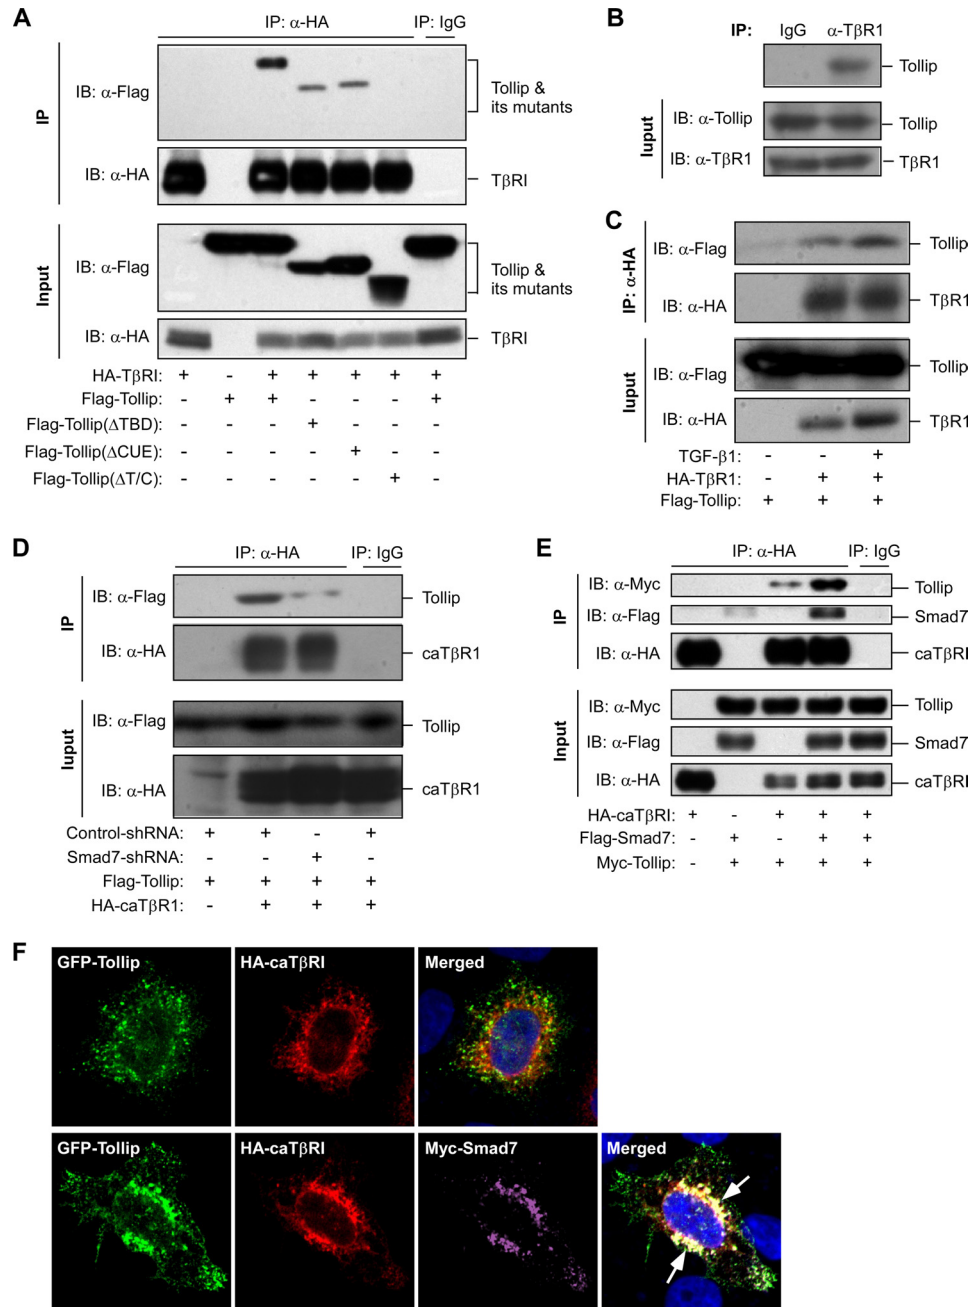 A
IP: α-HA IP: IgG
IP
IB: α-Flag
Tollip &
its mutants
IB: α-HA
TβRI
Input
IB: α-Flag
Tollip &
its mutants
IB: α-HA
TβRI
HA-TβRI: + - + + + + +
Flag-Tollip: - + + - - - +
Flag-Tollip(ΔTBD): - - - + - - -
Flag-Tollip(ΔCUE): - - - - + - -
Flag-Tollip(ΔT/C): - - - - - + -
B
IP: IgG α-TβR1
Tollip
Iuput
IB: α-Tollip
Tollip
IB: α-TβR1
TβR1
C
IP: α-HA
IB: α-Flag
Tollip
IB: α-HA
TβR1
Iuput
IB: α-Flag
Tollip
IB: α-HA
TβR1
TGF-β1: - - +
HA-TβR1: - + +
Flag-Tollip: + + +
D
IP: α-HA IP: IgG
IP
IB: α-Flag
Tollip
IB: α-HA
caTβR1
Iuput
IB: α-Flag
Tollip
IB: α-HA
caTβR1
Control-shRNA: + + - +
Smad7-shRNA: - - + -
Flag-Tollip: + + + +
HA-caTβR1: - + + +
E
IP: α-HA IP: IgG
IP
IB: α-Myc
Tollip
IB: α-Flag
Smad7
IB: α-HA
caTβRI
Input
IB: α-Myc
Tollip
IB: α-Flag
Smad7
IB: α-HA
caTβRI
HA-caTβRI: + - + + +
Flag-Smad7: - + - + +
Myc-Tollip: - + + + +
F
GFP-Tollip HA-caTβRI Merged
GFP-Tollip HA-caTβRI Myc-Smad7 Merged